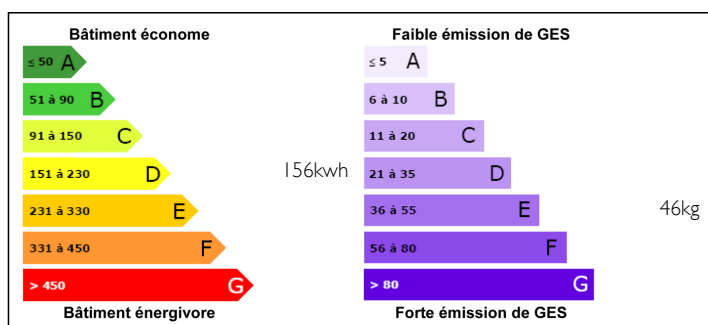 Bâtiment économe
≤ 50 A
51 à 90 B
91 à 150 C
151 à 230 D
156kwh
231 à 330 E
331 à 450 F
> 450 G
Bâtiment énergivore
Faible émission de GES
≤ 5 A
6 à 10 B
11 à 20 C
21 à 35 D
36 à 55 E
46kg
56 à 80 F
> 80 G
Forte émission de GES